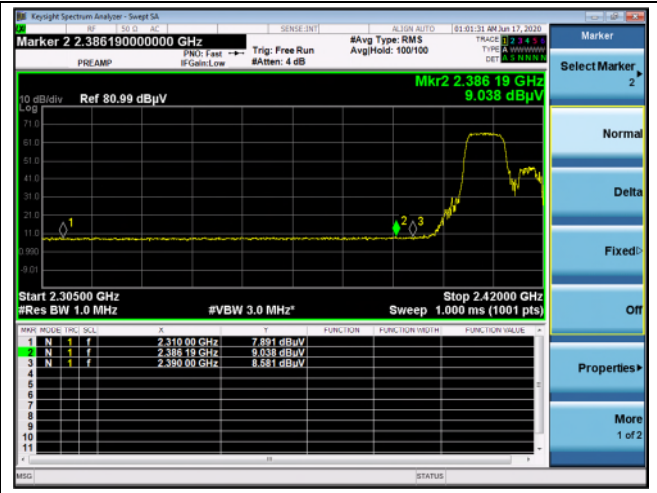 Keysight Spectrum Analyzer - Swept SA
RF 50 Ω AC SENSE:INT ALIGN AUTO 01:01:31 AM Jun 17, 2020
Marker 2 2.386190000000 GHz
PREAMP
PNO: Fast
IFGain:Low
Trig: Free Run
#Atten: 4 dB
#Avg Type: RMS
Avg|Hold: 100/100
TRACE 1 2 3 4 5 6
TYPE A WWWWW
DET A S N N N N
Mkr2 2.386 19 GHz
9.038 dBµV
10 dB/div Ref 80.99 dBµV
Log
71.0
61.0
51.0
41.0
31.0
21.0
11.0
0.990
-9.01
1
2
3
Start 2.30500 GHz Stop 2.42000 GHz
#Res BW 1.0 MHz #VBW 3.0 MHz* Sweep 1.000 ms (1001 pts)
MKR MODE TRC SCL X Y FUNCTION FUNCTION WIDTH FUNCTION VALUE
1 N 1 f 2.310 00 GHz 7.891 dBµV
2 N 1 f 2.386 19 GHz 9.038 dBµV
3 N 1 f 2.390 00 GHz 8.581 dBµV
4
5
6
7
8
9
10
11
MSG STATUS
Marker
Select Marker
2
Normal
Delta
Fixed
Off
Properties
More
1 of 2